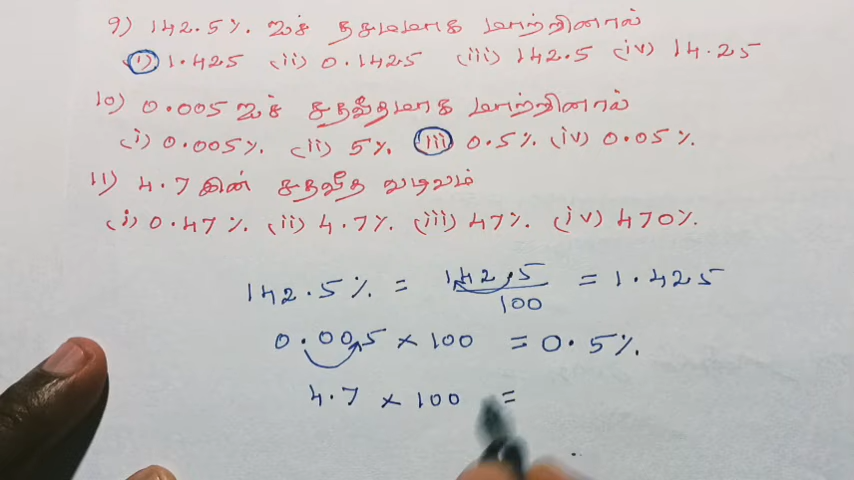 9) 142.5% ஐச் தசமமாக மாற்றினால்
(i) 1.425 (ii) 0.1425 (iii) 142.5 (iv) 14.25
10) 0.005 ஐச் சதவீதமாக மாற்றினால்
(i) 0.005% (ii) 5% (iii) 0.5% (iv) 0.05%
11) 4.7 இன் சதவீத வடிவம்
(i) 0.47% (ii) 4.7% (iii) 47% (iv) 470%
142.5% = 142.5/100 = 1.425
0.005 × 100 = 0.5%
4.7 × 100 =